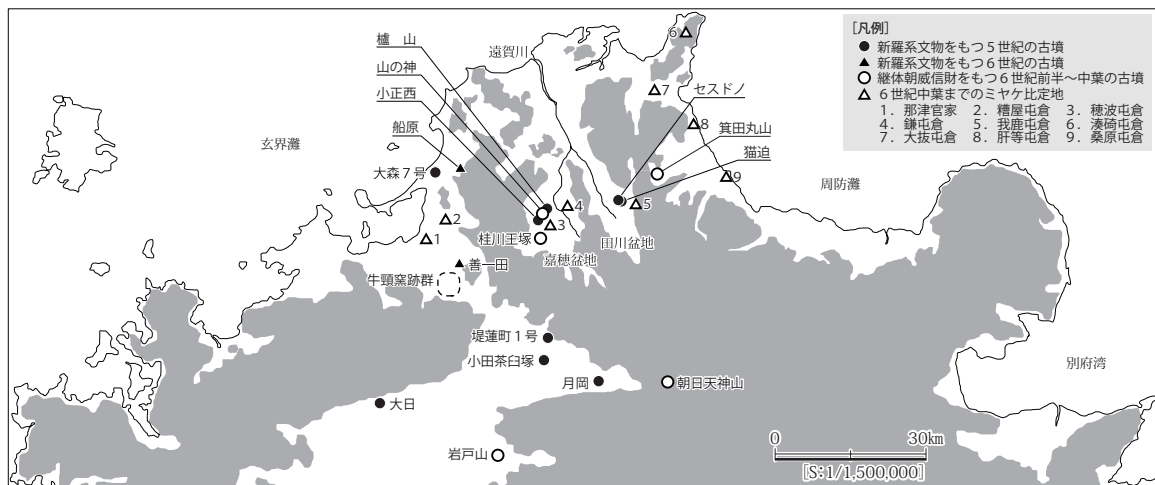 櫨　山
山の神
小正西
船原
遠賀川
玄界灘
大森７号
セスドノ
箕田丸山
猫迫
周防灘
桂川王塚
嘉穂盆地
田川盆地
善一田
牛頸窯跡群
堤蓮町１号
小田茶臼塚
月岡
朝日天神山
大日
岩戸山
別府湾
1
2
3
4
5
6
7
8
9
[凡例]
● 新羅系文物をもつ５世紀の古墳
▲ 新羅系文物をもつ６世紀の古墳
○ 継体朝威信財をもつ６世紀前半～中葉の古墳
△ ６世紀中葉までのミヤケ比定地
1．那津官家　2．糟屋屯倉　3．穂波屯倉
4．鎌屯倉　5．我鹿屯倉　6．湊碕屯倉
7．大抜屯倉　8．肝等屯倉　9．桑原屯倉
0　30km
[S:1/1,500,000]